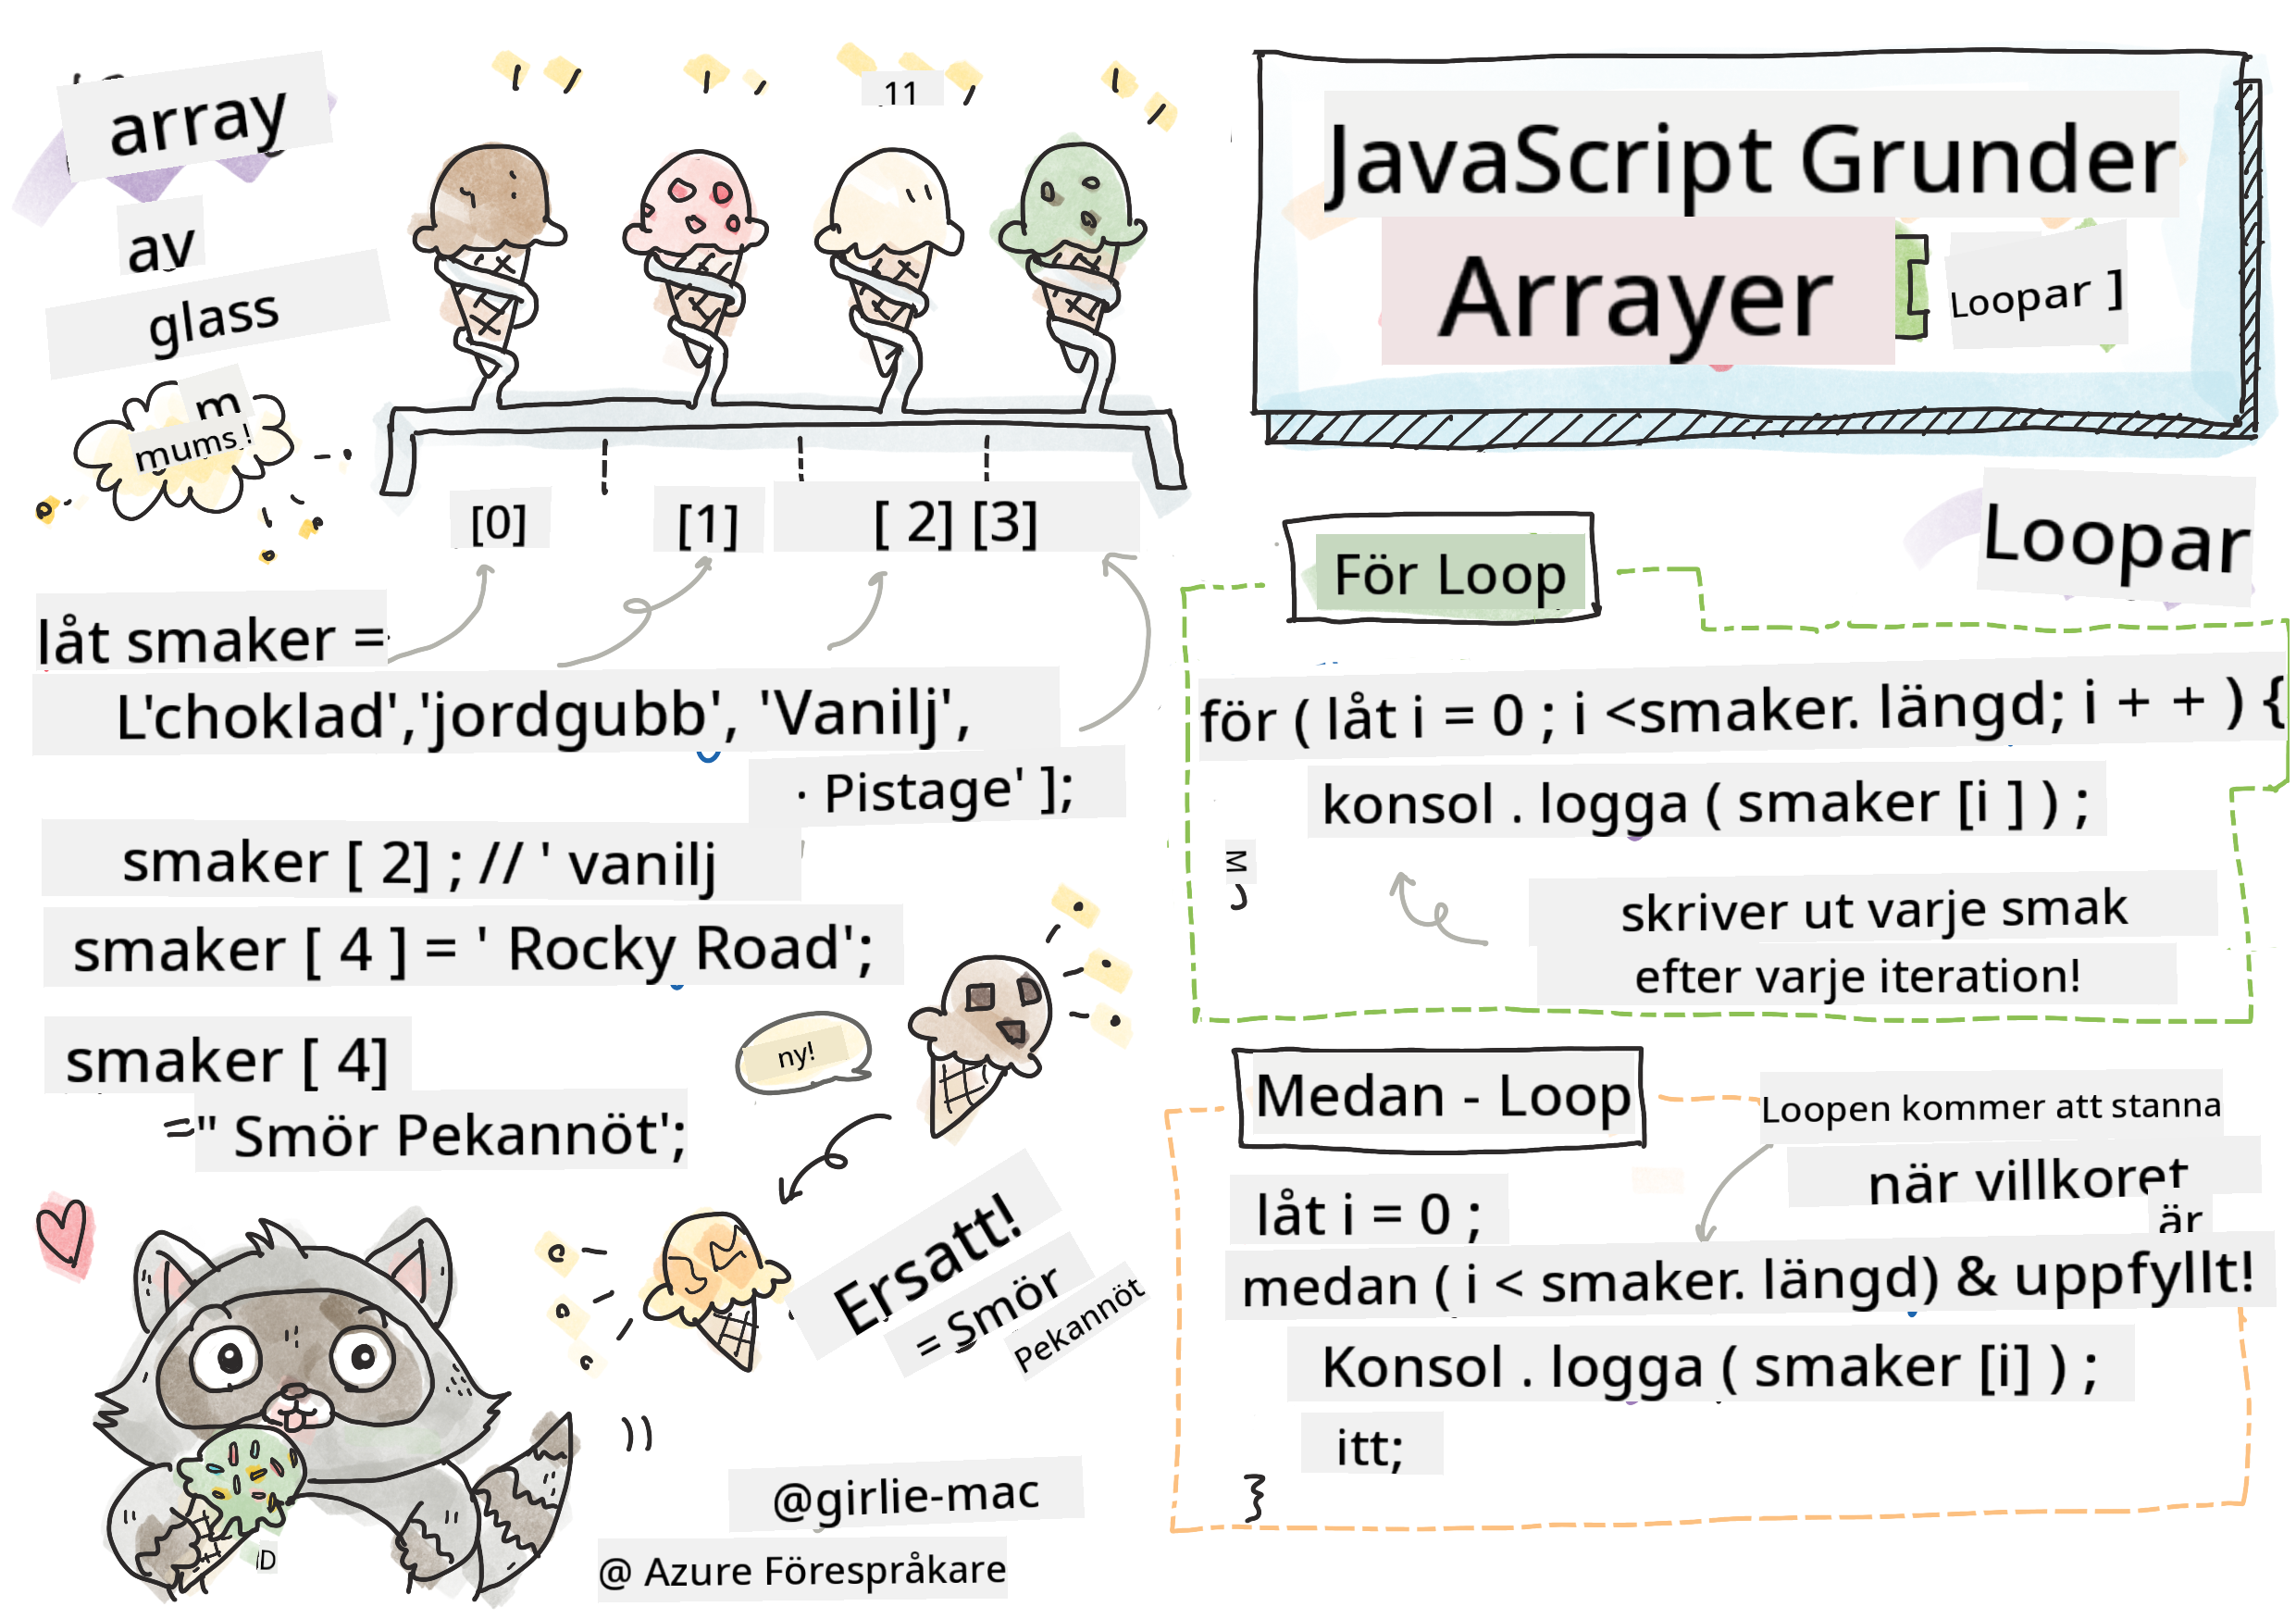 array
av
glass
m
mums!
11
[0]
[1]
[ 2] [3]
låt smaker =
L'choklad','jordgubb', 'Vanilj',
· Pistage' ];
smaker [ 2] ; // ' vanilj
smaker [ 4 ] = ' Rocky Road';
smaker [ 4]
=" Smör Pekannöt';
ny!
Ersatt!
= Smör
Pekannöt
@girlie-mac
@ Azure Förespråkare
D
JavaScript Grunder
Arrayer
[ Loopar ]
Loopar
För Loop
för ( låt i = 0 ; i <smaker. längd; i + + ) {
konsol . logga ( smaker [i ] ) ;
M
skriver ut varje smak
efter varje iteration!
Medan - Loop
Loopen kommer att stanna
när villkoret
är
låt i = 0 ;
medan ( i < smaker. längd) & uppfyllt!
Konsol . logga ( smaker [i] ) ;
itt;
}